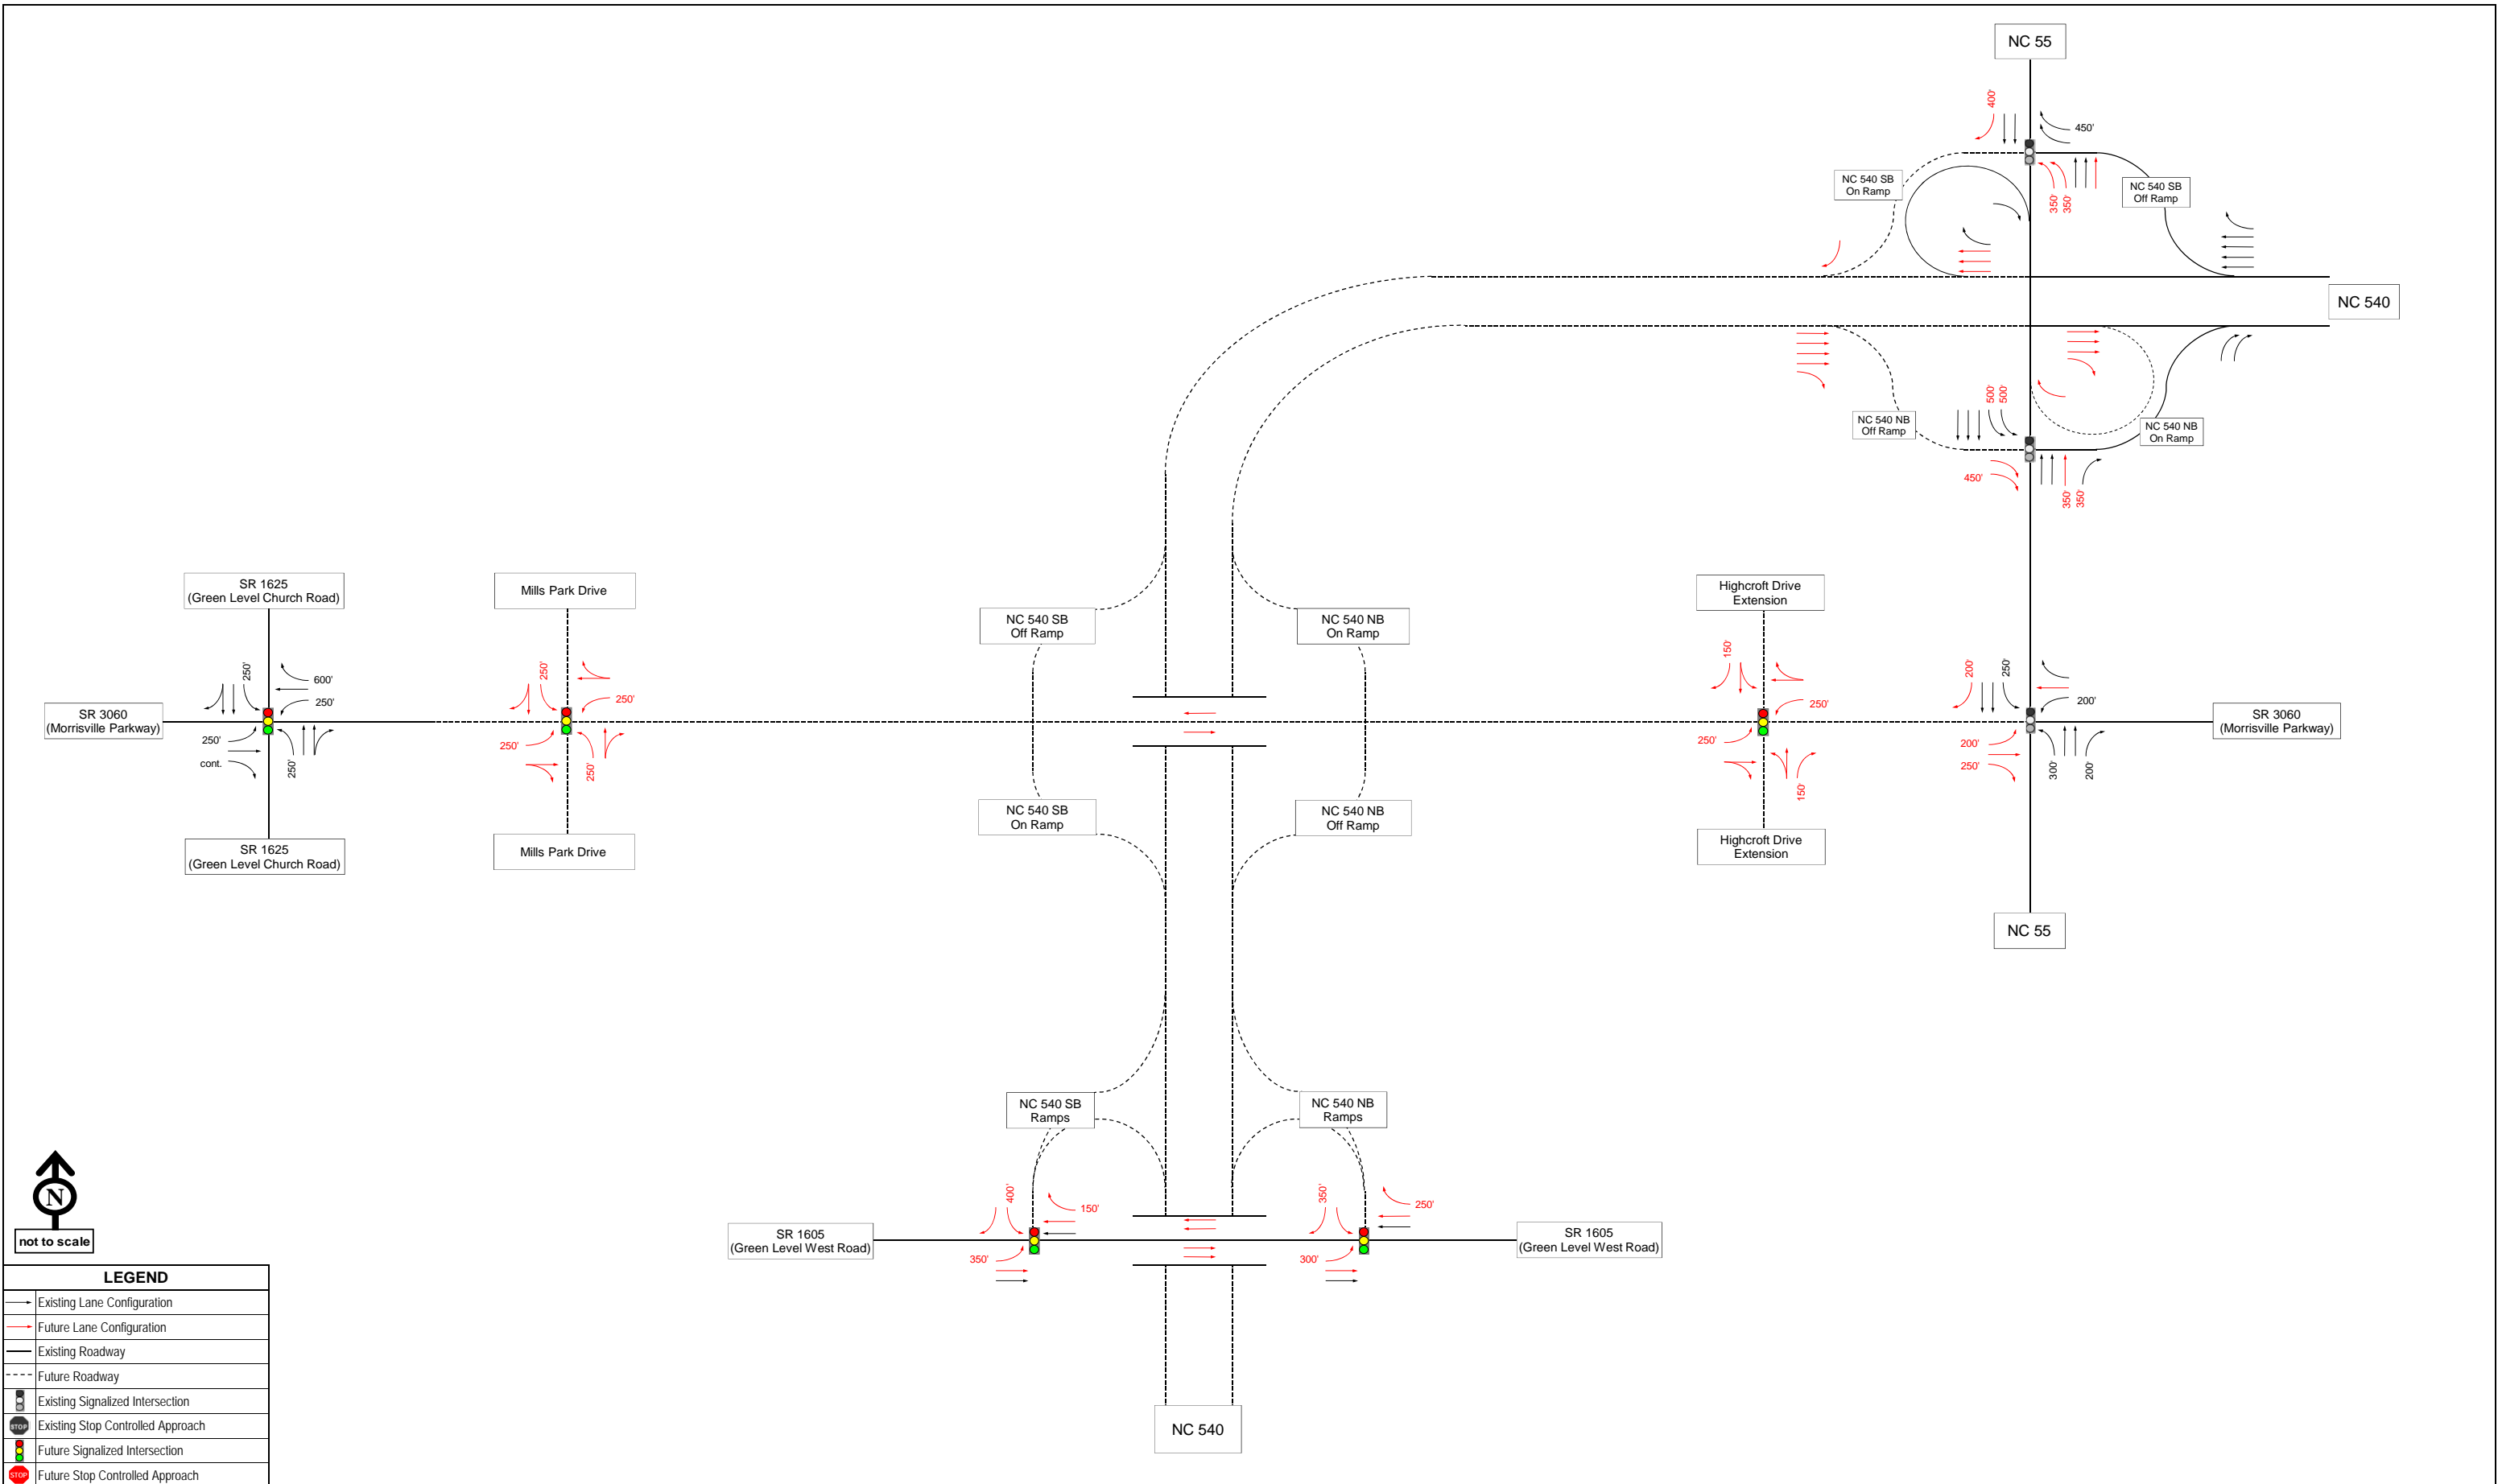 NC 55
400'
450'
NC 540 SB
On Ramp
NC 540 SB
Off Ramp
350'
350'
NC 540
500'
500'
NC 540 NB
Off Ramp
NC 540 NB
On Ramp
450'
350'
350'
SR 1625
(Green Level Church Road)
Mills Park Drive
NC 540 SB
Off Ramp
NC 540 NB
On Ramp
Highcroft Drive
Extension
250'
600'
250'
250'
250'
150'
250'
200'
250'
200'
SR 3060
(Morrisville Parkway)
SR 3060
(Morrisville Parkway)
250'
cont.
250'
250'
250'
250'
150'
200'
250'
300'
200'
NC 540 SB
On Ramp
NC 540 NB
Off Ramp
SR 1625
(Green Level Church Road)
Mills Park Drive
Highcroft Drive
Extension
NC 55
NC 540 SB
Ramps
NC 540 NB
Ramps
N
not to scale
400'
150'
350'
250'
SR 1605
(Green Level West Road)
SR 1605
(Green Level West Road)
350'
300'
NC 540
LEGEND
Existing Lane Configuration
Future Lane Configuration
Existing Roadway
Future Roadway
Existing Signalized Intersection
STOP Existing Stop Controlled Approach
Future Signalized Intersection
STOP Future Stop Controlled Approach